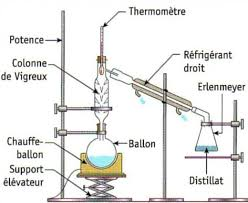 Thermomètre
Potence
Colonne
de Vigreux
Réfrigérant
droit
Erlenmeyer
Chauffe-
ballon
Ballon
Support
élévateur
Distillat